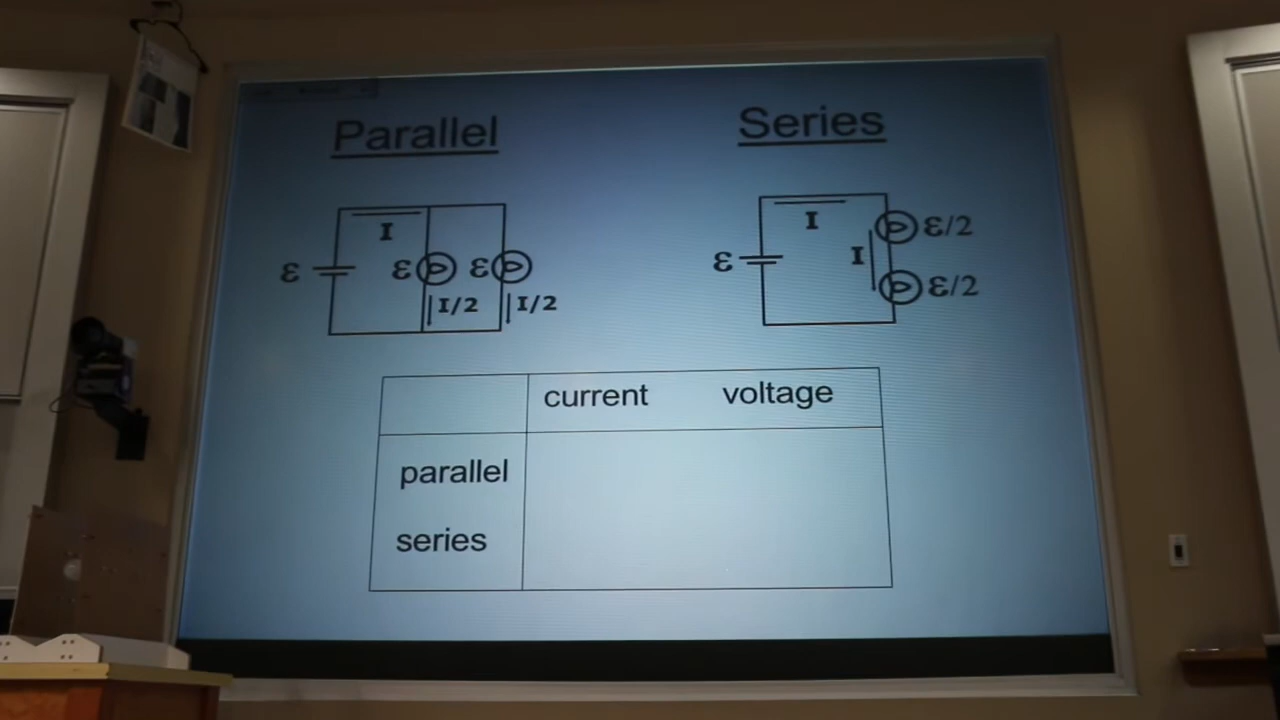 Parallel
Series
I
ε
ε
ε
I/2
I/2
I
ε
I
ε/2
ε/2
current voltage
parallel
series